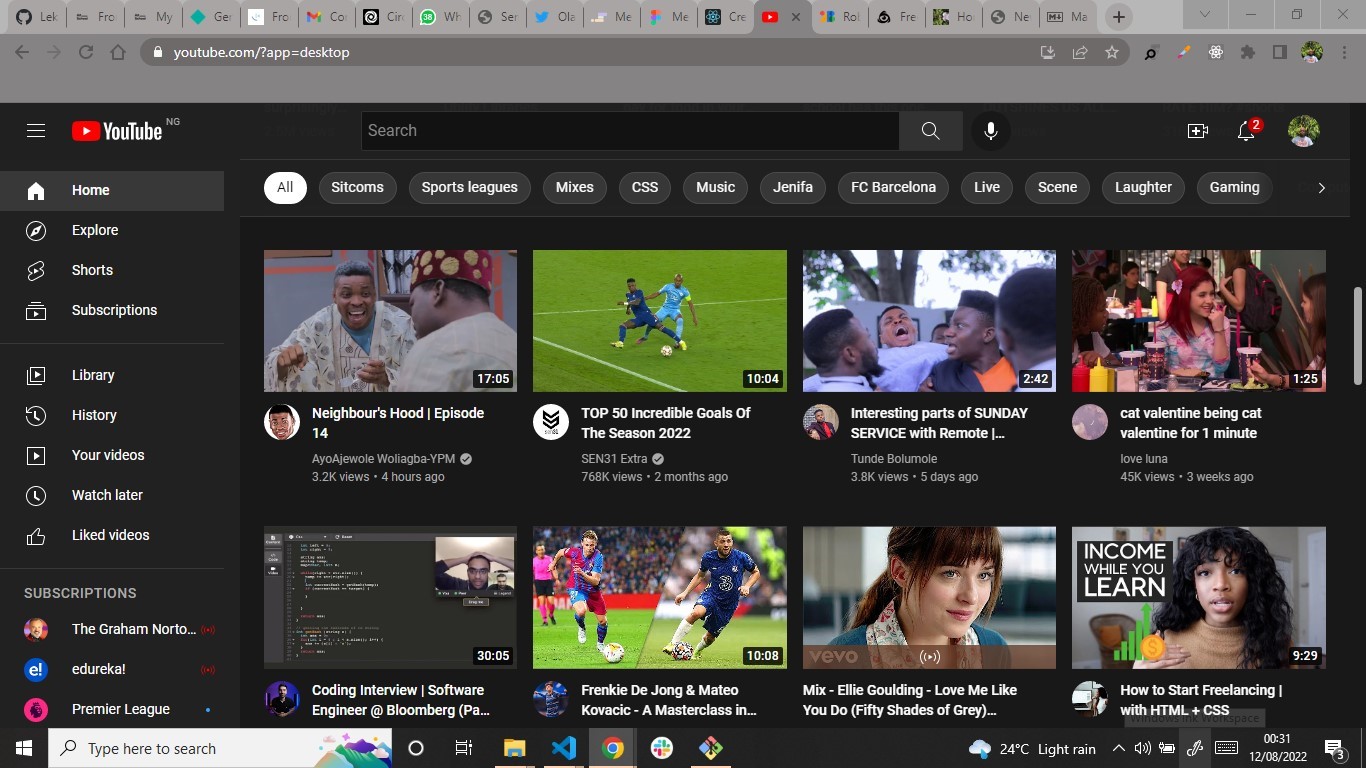 Lek
Fro
My
Ger
Fro
Co
Circ
38
Wh
Ser
Ola
Me
Me
Cre
Rol
Fre
Ho
Ne
Ma
youtube.com/?app=desktop
YouTube NG
Search
2
All
Sitcoms
Sports leagues
Mixes
CSS
Music
Jenifa
FC Barcelona
Live
Scene
Laughter
Gaming
Home
Explore
Shorts
Subscriptions
Library
History
Your videos
Watch later
Liked videos
SUBSCRIPTIONS
The Graham Norto...
e!
edureka!
Premier League
17:05
Neighbour's Hood | Episode
14
AyoAjewole Woliagba-YPM
3.2K views • 4 hours ago
10:04
TOP 50 Incredible Goals Of
The Season 2022
SEN31 Extra
768K views • 2 months ago
2:42
Interesting parts of SUNDAY
SERVICE with Remote |...
Tunde Bolumole
3.8K views • 5 days ago
1:25
cat valentine being cat
valentine for 1 minute
love luna
45K views • 3 weeks ago
30:05
Coding Interview | Software
Engineer @ Bloomberg (Pa...
10:08
Frenkie De Jong & Mateo
Kovacic - A Masterclass in...
vevo
Mix - Ellie Goulding - Love Me Like
You Do (Fifty Shades of Grey)...
INCOME
WHILE YOU
LEARN
9:29
How to Start Freelancing |
with HTML + CSS
Windows Ink Workspace
Type here to search
24°C Light rain
00:31
12/08/2022
3